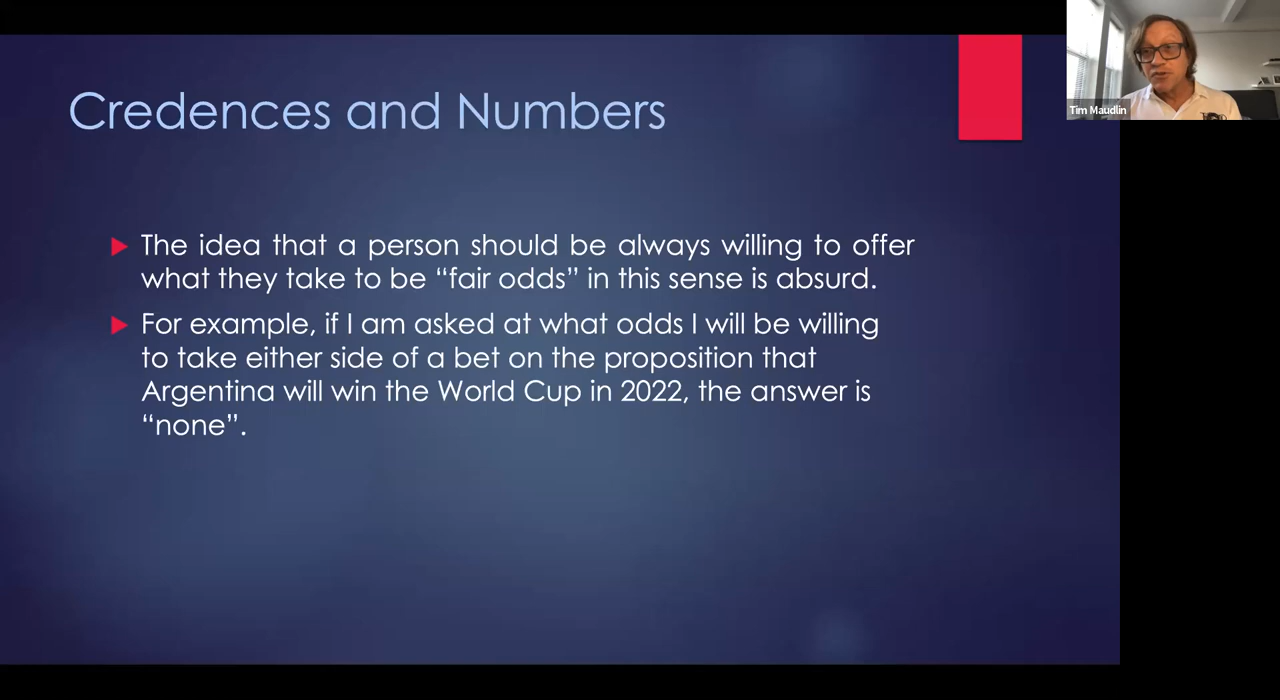 Credences and Numbers
The idea that a person should be always willing to offer
what they take to be “fair odds” in this sense is absurd.
For example, if I am asked at what odds I will be willing
to take either side of a bet on the proposition that
Argentina will win the World Cup in 2022, the answer is
“none”.
Tim Maudlin